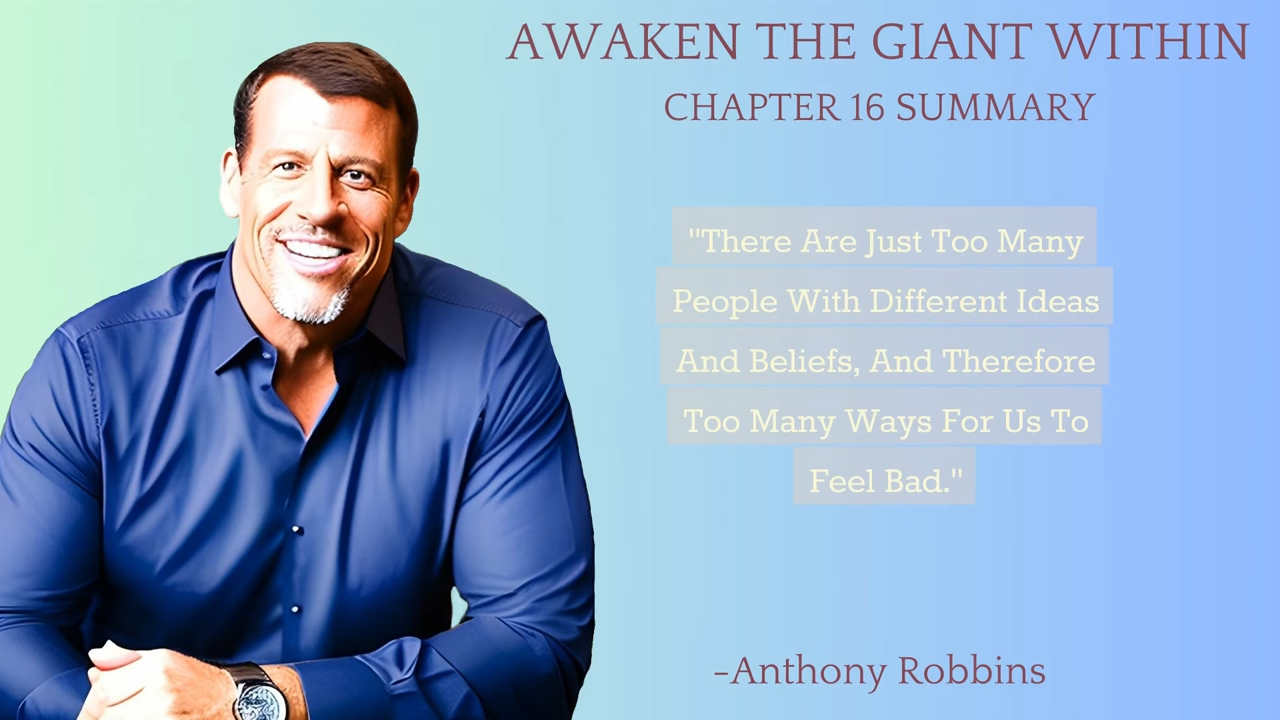 AWAKEN THE GIANT WITHIN
CHAPTER 16 SUMMARY
"There Are Just Too Many
People With Different Ideas
And Beliefs, And Therefore
Too Many Ways For Us To
Feel Bad."
–Anthony Robbins